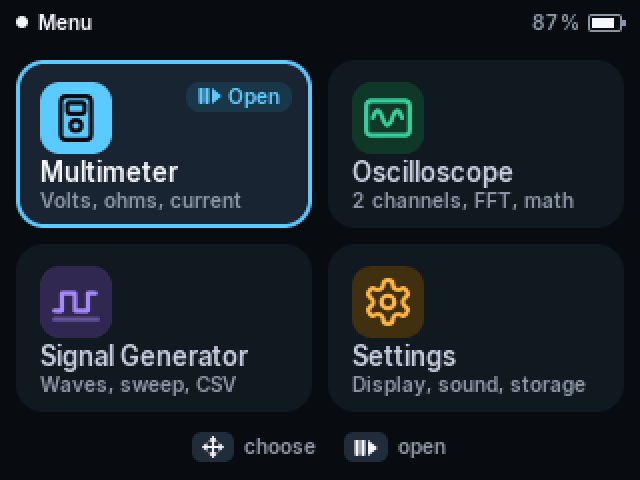 Menu
87%
Open
Multimeter
Volts, ohms, current
Oscilloscope
2 channels, FFT, math
Signal Generator
Waves, sweep, CSV
Settings
Display, sound, storage
choose
open